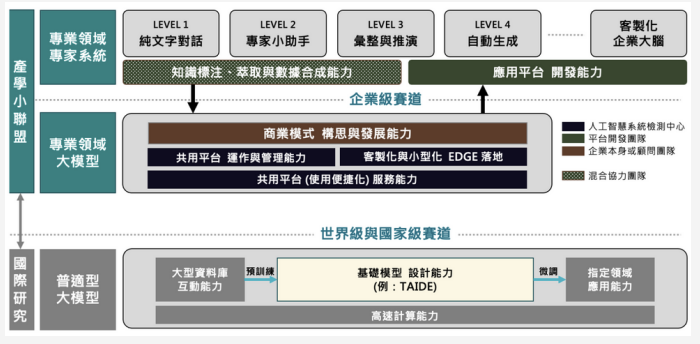 產學小聯盟
專業領域
專家系統
LEVEL 1
純文字對話
LEVEL 2
專家小助手
LEVEL 3
彙整與推演
LEVEL 4
自動生成
客製化
企業大腦
知識標注、萃取與數據合成能力
應用平台 開發能力
企業級賽道
專業領域
大模型
商業模式 構思與發展能力
共用平台 運作與管理能力
客製化與小型化 EDGE 落地
共用平台 (使用便捷化) 服務能力
人工智慧系統檢測中心
平台開發團隊
企業本身或顧問團隊
混合協力團隊
世界級與國家級賽道
國際研究
普適型
大模型
大型資料庫
互動能力
預訓練
基礎模型 設計能力
(例：TAIDE)
微調
指定領域
應用能力
高速計算能力